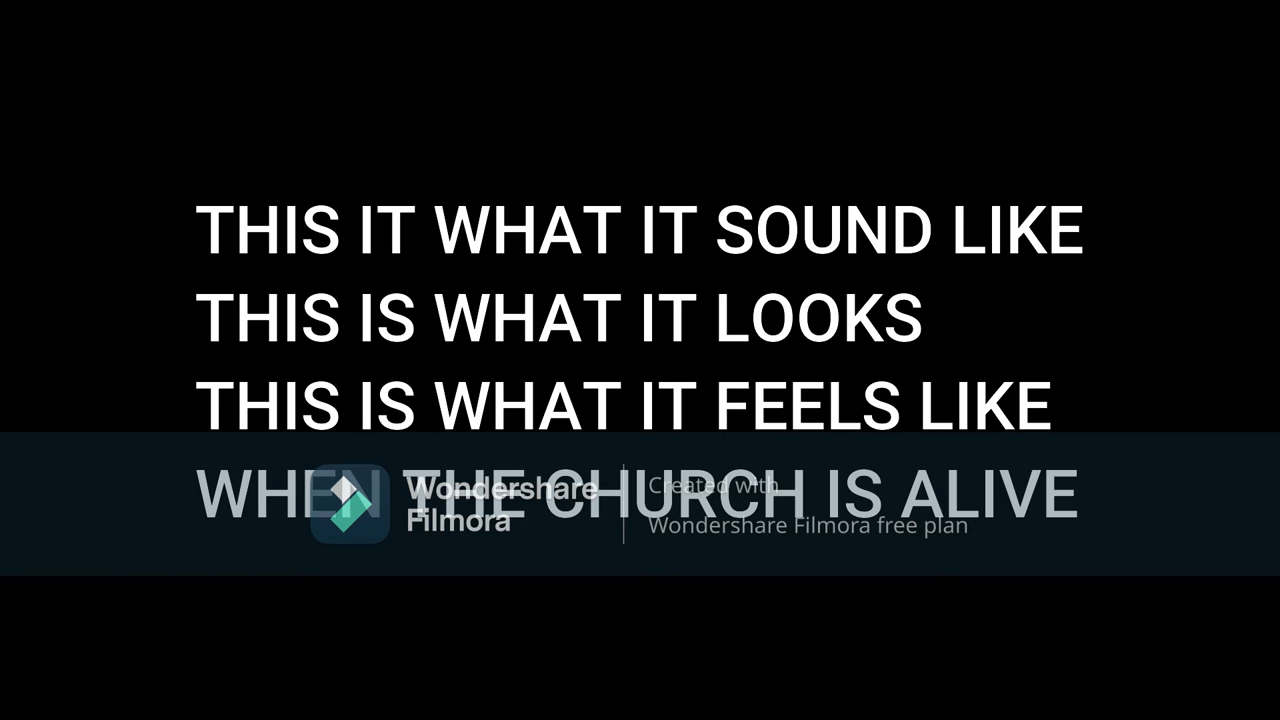 THIS IT WHAT IT SOUND LIKE
THIS IS WHAT IT LOOKS
THIS IS WHAT IT FEELS LIKE
WHEN THE CHURCH IS ALIVE
Wondershare
Filmora
Created with
Wondershare Filmora free plan